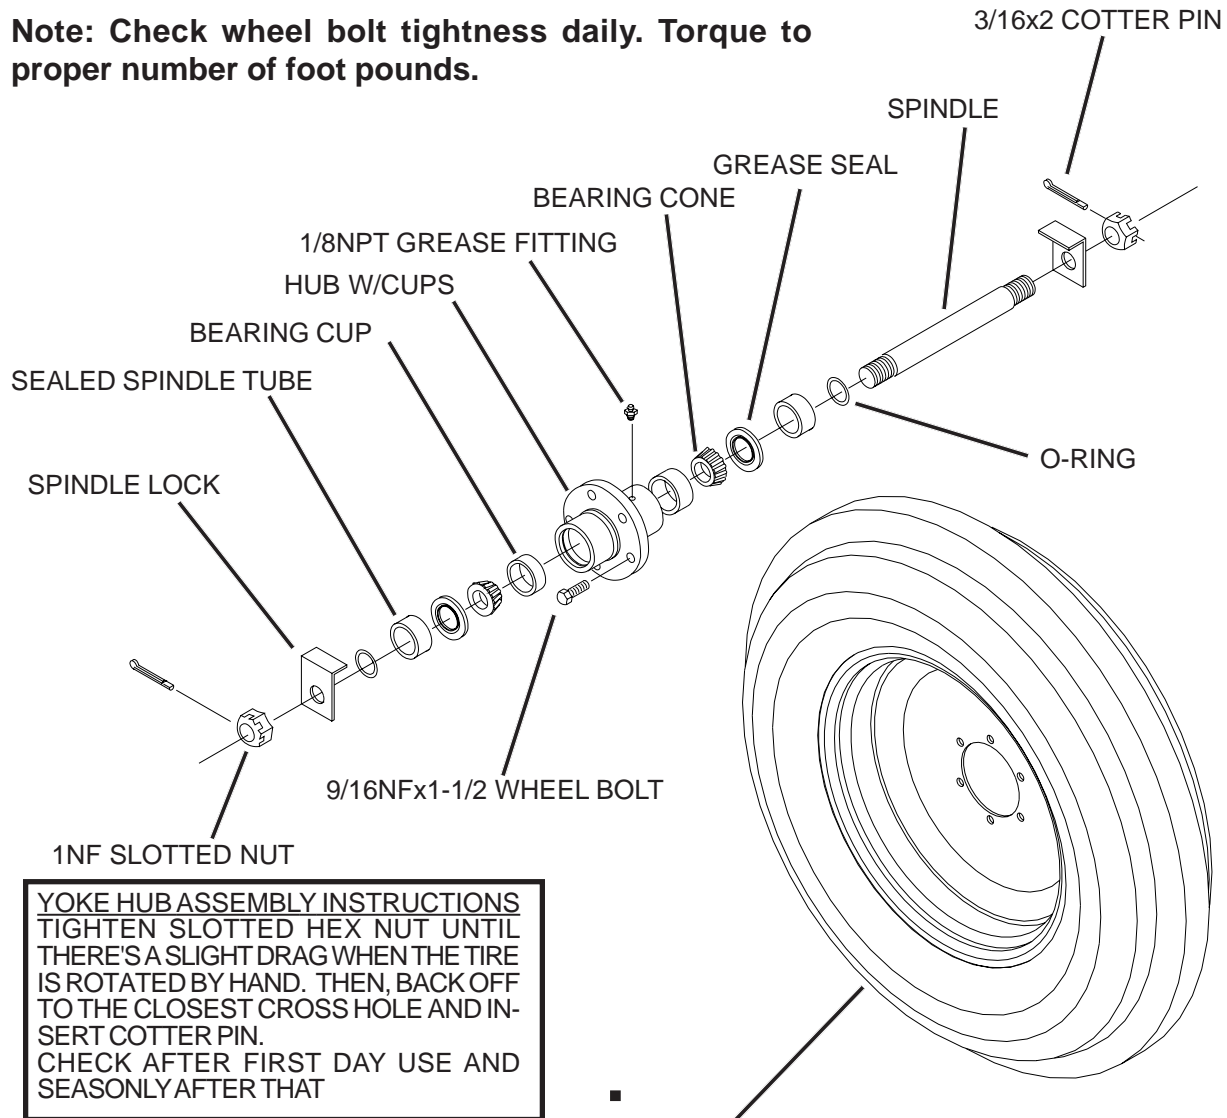 Note: Check wheel bolt tightness daily. Torque to
proper number of foot pounds.
3/16x2 COTTER PIN
SPINDLE
GREASE SEAL
BEARING CONE
1/8NPT GREASE FITTING
HUB W/CUPS
BEARING CUP
SEALED SPINDLE TUBE
O-RING
SPINDLE LOCK
9/16NFx1-1/2 WHEEL BOLT
1NF SLOTTED NUT
YOKE HUB ASSEMBLY INSTRUCTIONS
TIGHTEN SLOTTED HEX NUT UNTIL
THERE'S A SLIGHT DRAG WHEN THE TIRE
IS ROTATED BY HAND. THEN, BACK OFF
TO THE CLOSEST CROSS HOLE AND IN-
SERT COTTER PIN.
CHECK AFTER FIRST DAY USE AND
SEASONLY AFTER THAT